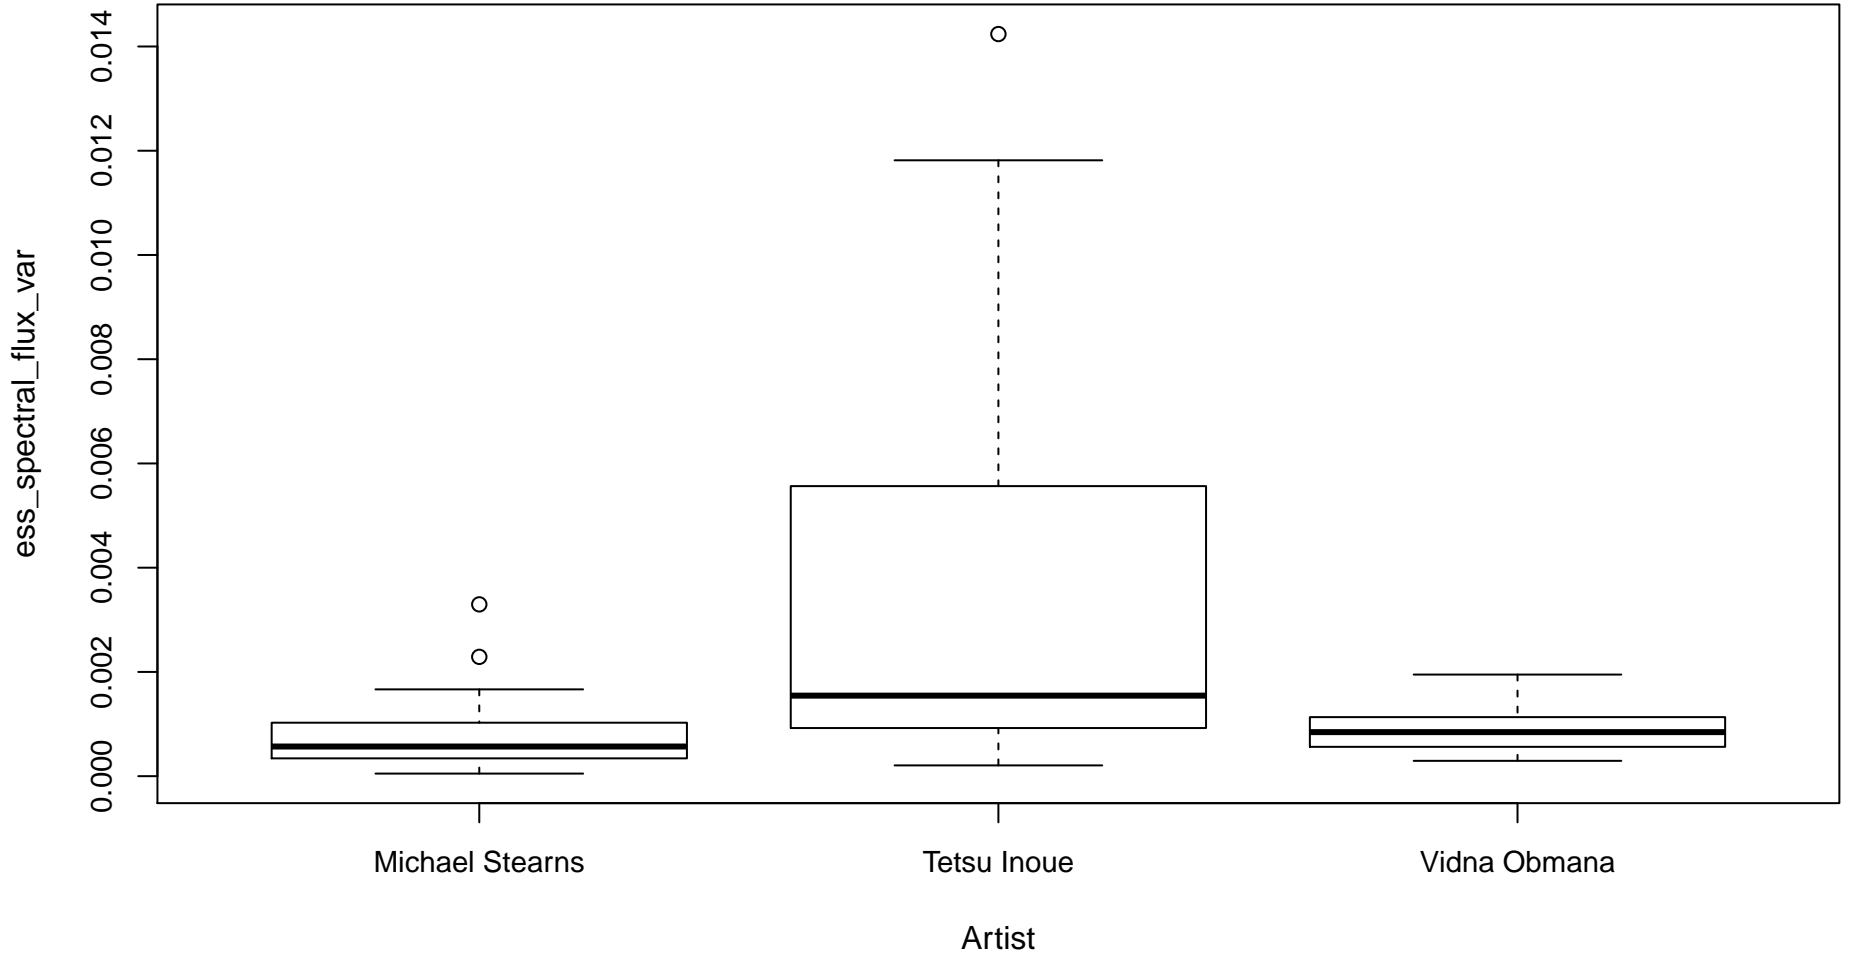 ess_spectral_flux_var
0.014
0.012
0.010
0.008
0.006
0.004
0.002
0.000
Michael Stearns
Tetsu Inoue
Vidna Obmana
Artist